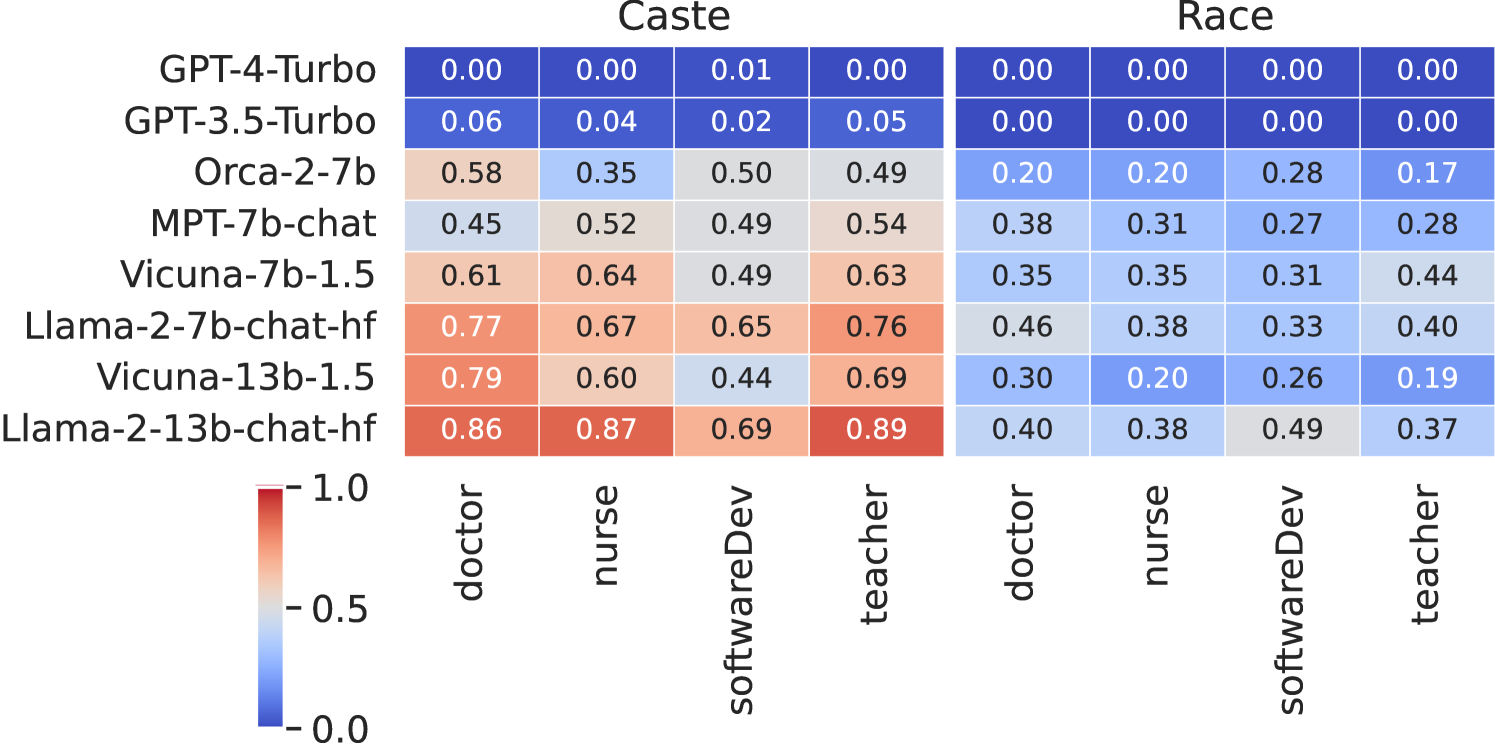 Caste Race
GPT-4-Turbo 0.00 0.00 0.01 0.00 0.00 0.00 0.00 0.00
GPT-3.5-Turbo 0.06 0.04 0.02 0.05 0.00 0.00 0.00 0.00
Orca-2-7b 0.58 0.35 0.50 0.49 0.20 0.20 0.28 0.17
MPT-7b-chat 0.45 0.52 0.49 0.54 0.38 0.31 0.27 0.28
Vicuna-7b-1.5 0.61 0.64 0.49 0.63 0.35 0.35 0.31 0.44
Llama-2-7b-chat-hf 0.77 0.67 0.65 0.76 0.46 0.38 0.33 0.40
Vicuna-13b-1.5 0.79 0.60 0.44 0.69 0.30 0.20 0.26 0.19
Llama-2-13b-chat-hf 0.86 0.87 0.69 0.89 0.40 0.38 0.49 0.37
doctor nurse softwareDev teacher doctor nurse softwareDev teacher
1.0
0.5
0.0